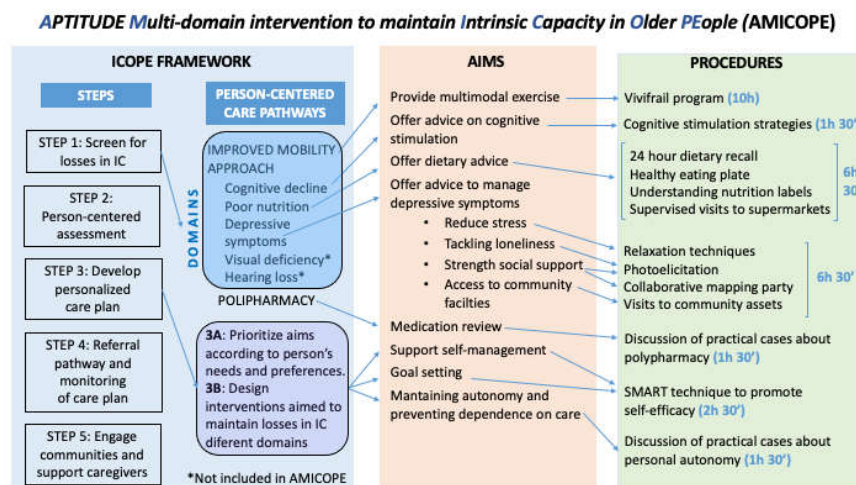 APTITUDE Multi-domain intervention to maintain Intrinsic Capacity in Older PEople (AMICOPE)
ICOPE FRAMEWORK
STEPS
STEP 1: Screen for
losses in IC
STEP 2:
Person-centered
assessment
STEP 3: Develop
personalized
care plan
STEP 4: Referral
pathway and
monitoring
of care plan
STEP 5: Engage
communities and
support caregivers
PERSON-CENTERED
CARE PATHWAYS
DOMAINS
IMPROVED MOBILITY
APPROACH
Cognitive decline
Poor nutrition
Depressive
symptoms
Visual deficiency*
Hearing loss*
POLIPHARMACY
3A: Prioritize aims
according to person's
needs and preferences.
3B: Design
interventions aimed to
maintain losses in IC
diferent domains
*Not included in AMICOPE
AIMS
Provide multimodal exercise
Offer advice on cognitive
stimulation
Offer dietary advice
Offer advice to manage
depressive symptoms
• Reduce stress
• Tackling loneliness
• Strength social support
• Access to community
facilties
Medication review
Support self-management
Goal setting
Mantaining autonomy and
preventing dependence on care
PROCEDURES
Vivifrail program (10h)
Cognitive stimulation strategies (1h 30')
24 hour dietary recall
Healthy eating plate
Understanding nutrition labels
Supervised visits to supermarkets
6h
30'
Relaxation techniques
Photoelicitation
Collaborative mapping party
Visits to community assets
6h 30'
Discussion of practical cases about
polypharmacy (1h 30')
SMART technique to promote
self-efficacy (2h 30')
Discussion of practical cases about
personal autonomy (1h 30')